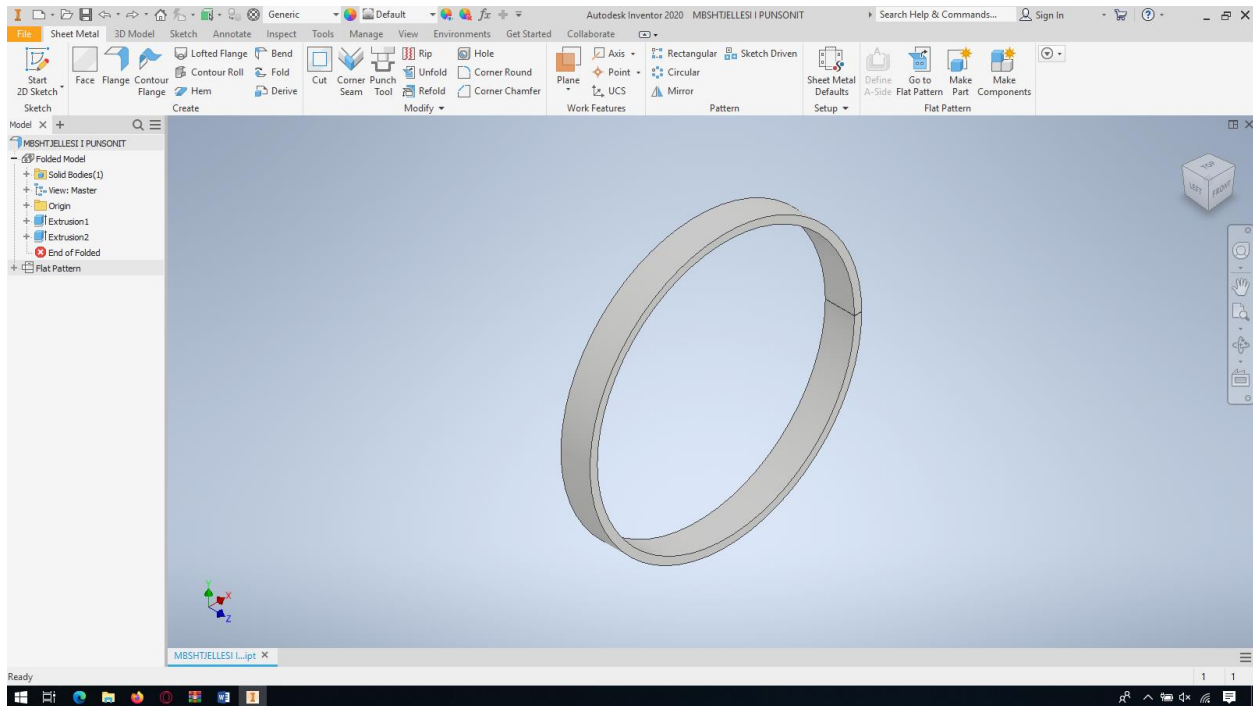 Generic Default fx Autodesk Inventor 2020 MBSHTJELLESI I PUNSONIT Search Help & Commands... Sign In
File Sheet Metal 3D Model Sketch Annotate Inspect Tools Manage View Environments Get Started Collaborate
Lofted Flange Bend Rip Hole Axis Rectangular Sketch Driven
Contour Roll Fold Unfold Corner Round Point Circular
Hem Derive Refold Corner Chamfer UCS Mirror
Start 2D Sketch Face Flange Contour Flange Cut Corner Seam Punch Tool Plane Sheet Metal Defaults Define A-Side Go to Flat Pattern Make Part Make Components
Sketch Create Modify Work Features Pattern Setup Flat Pattern
Model
MBSHTJELLESI I PUNSONIT
Folded Model
Solid Bodies(1)
View: Master
Origin
Extrusion1
Extrusion2
End of Folded
Flat Pattern
TOP
LEFT FRONT
Y
X
Z
MBSHTJELLESI I...ipt
Ready 1 1